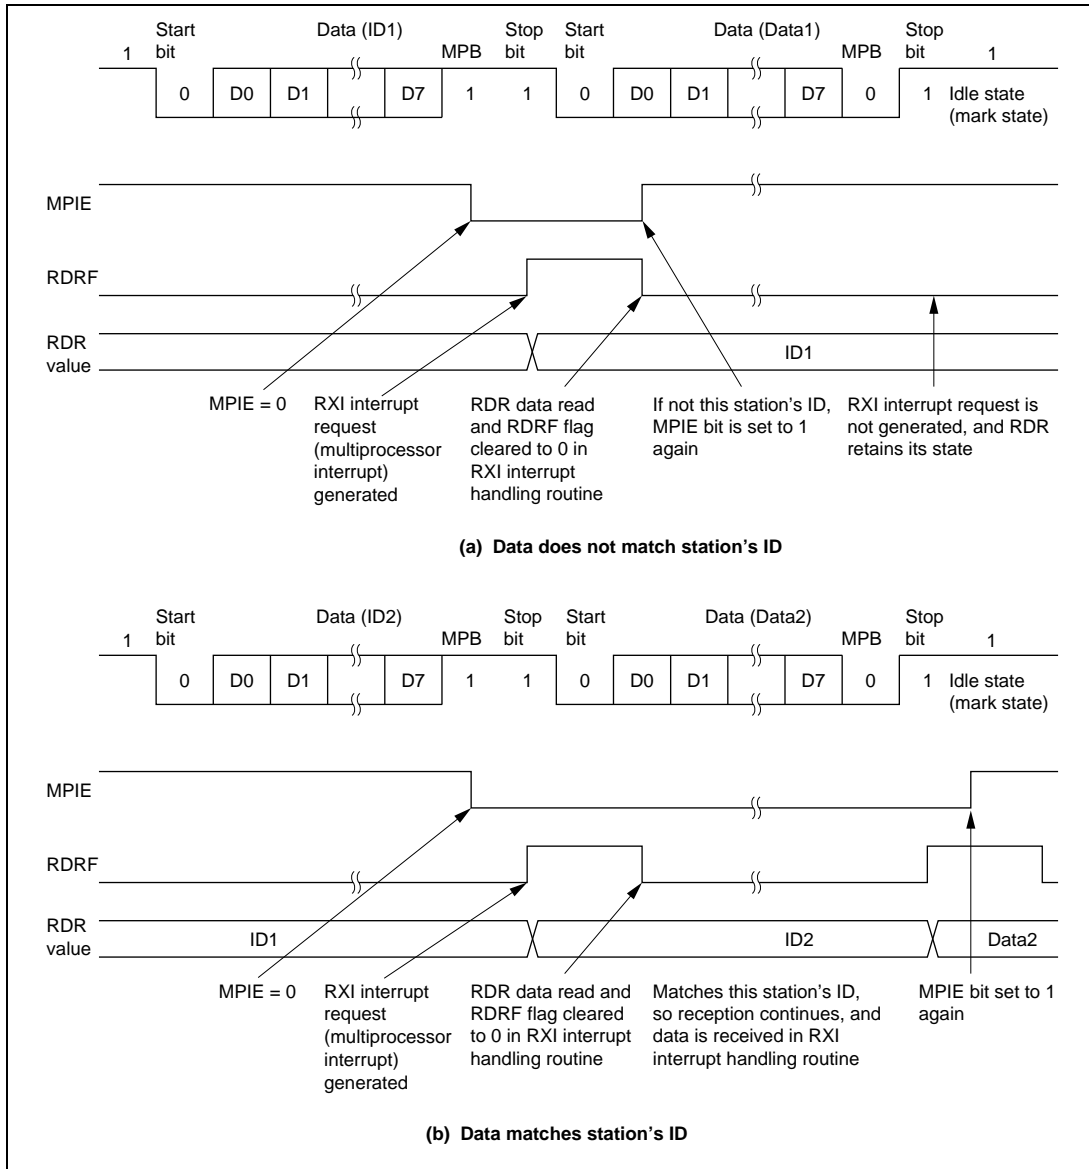 Start bit Data (ID1) Stop bit Start bit Data (Data1) Stop bit
1 MPB MPB 1
0 D0 D1 D7 1 1 0 D0 D1 D7 0 1 Idle state (mark state)
MPIE
RDRF
RDR value ID1
MPIE = 0
RXI interrupt
request
(multiprocessor
interrupt)
generated
RDR data read
and RDRF flag
cleared to 0 in
RXI interrupt
handling routine
If not this station's ID,
MPIE bit is set to 1
again
RXI interrupt request is
not generated, and RDR
retains its state
(a) Data does not match station's ID
Start bit Data (ID2) Stop bit Start bit Data (Data2) Stop bit
1 MPB MPB 1
0 D0 D1 D7 1 1 0 D0 D1 D7 0 1 Idle state (mark state)
MPIE
RDRF
RDR value ID1 ID2 Data2
MPIE = 0
RXI interrupt
request
(multiprocessor
interrupt)
generated
RDR data read and
RDRF flag cleared
to 0 in RXI interrupt
handling routine
Matches this station's ID,
so reception continues, and
data is received in RXI
interrupt handling routine
MPIE bit set to 1
again
(b) Data matches station's ID